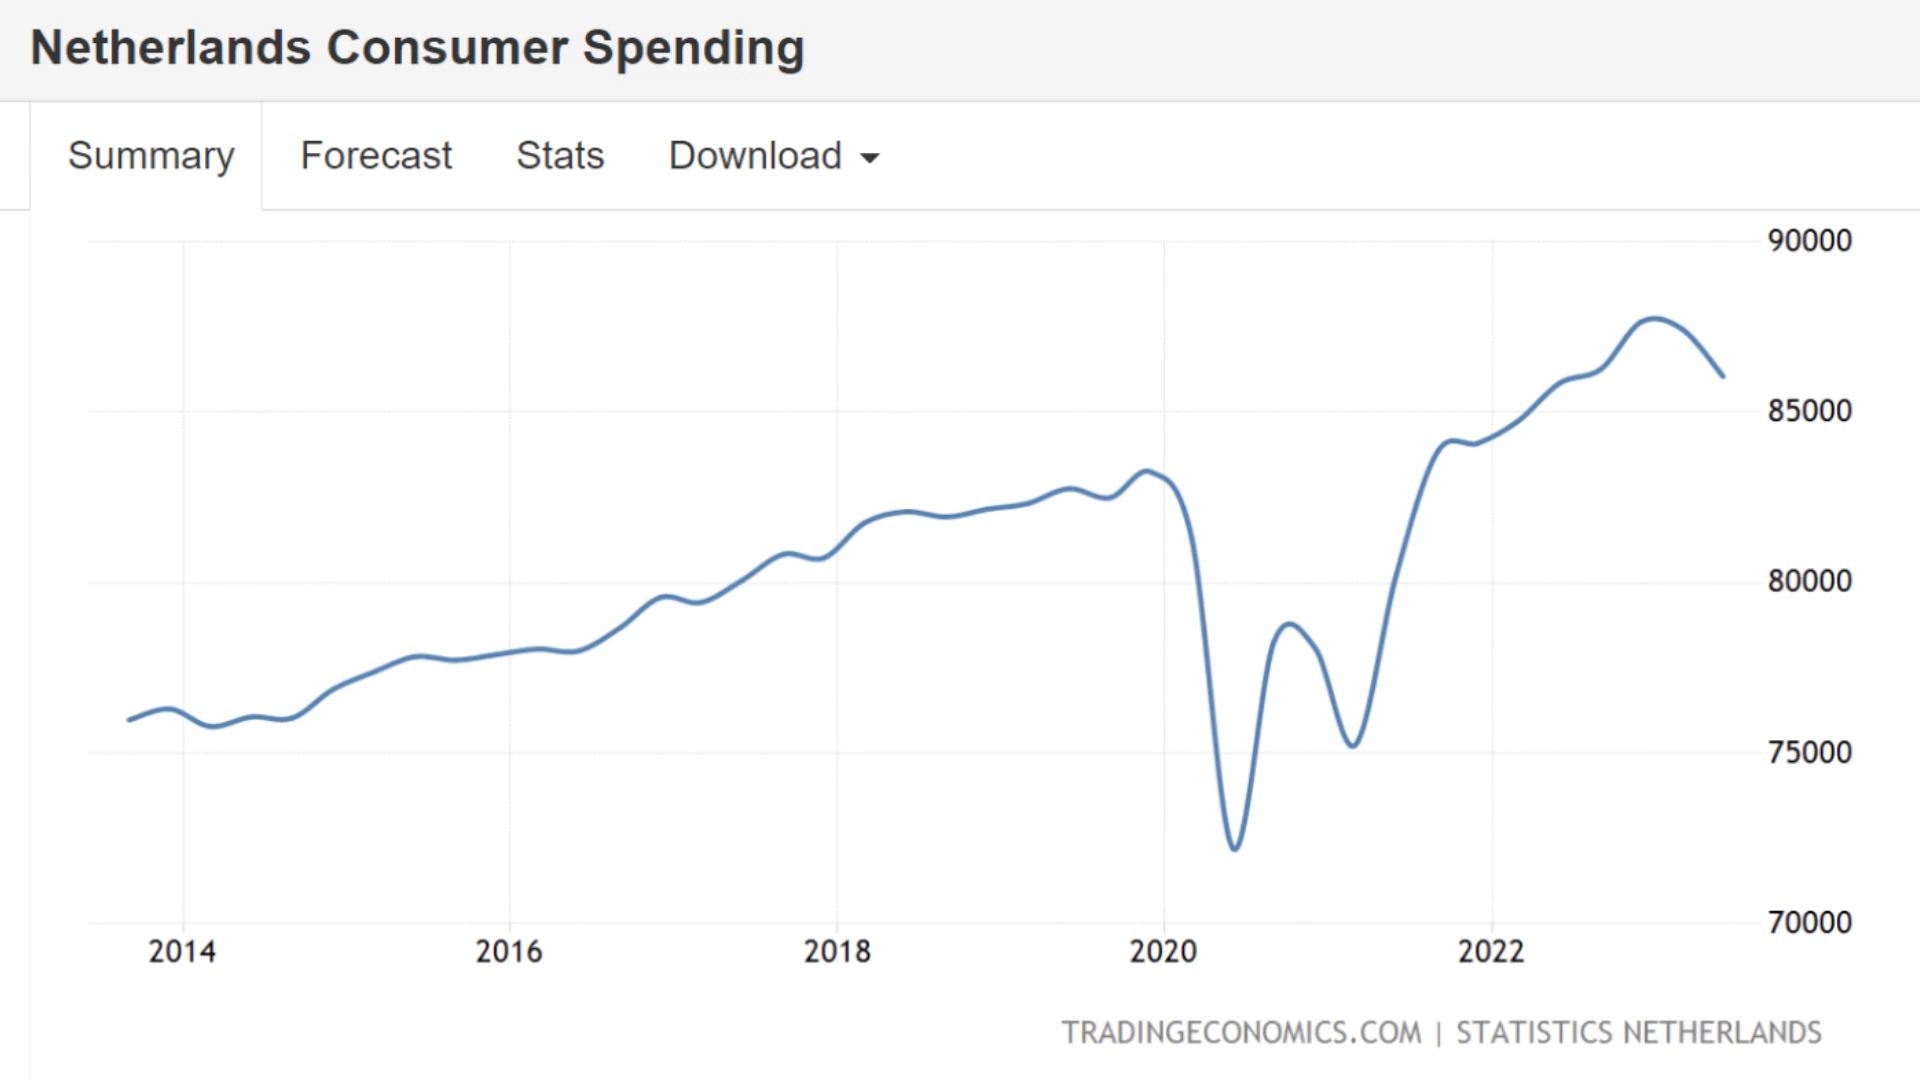 Netherlands Consumer Spending
Summary Forecast Stats Download
90000
85000
80000
75000
70000
2014 2016 2018 2020 2022
TRADINGECONOMICS.COM | STATISTICS NETHERLANDS